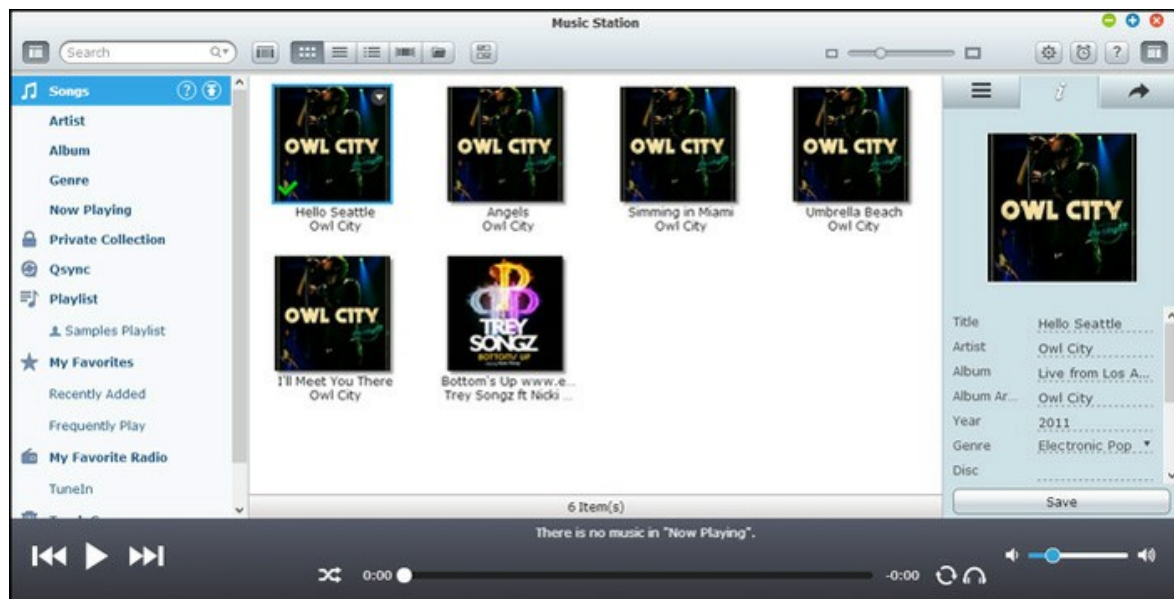 Music Station
Search
Songs
Artist
Album
Genre
Now Playing
Private Collection
Qsync
Playlist
Samples Playlist
My Favorites
Recently Added
Frequently Play
My Favorite Radio
TuneIn
OWL CITY
Hello Seattle
Owl City
OWL CITY
Angels
Owl City
OWL CITY
Simming in Miami
Owl City
OWL CITY
Umbrella Beach
Owl City
OWL CITY
I'll Meet You There
Owl City
TREY
SONGZ
BOTTOMS UP
Bottom's Up www.e...
Trey Songz ft Nicki ...
6 Item(s)
OWL CITY
Title Hello Seattle
Artist Owl City
Album Live from Los A...
Album Ar... Owl City
Year 2011
Genre Electronic Pop
Disc
Save
There is no music in "Now Playing".
0:00 -0:00